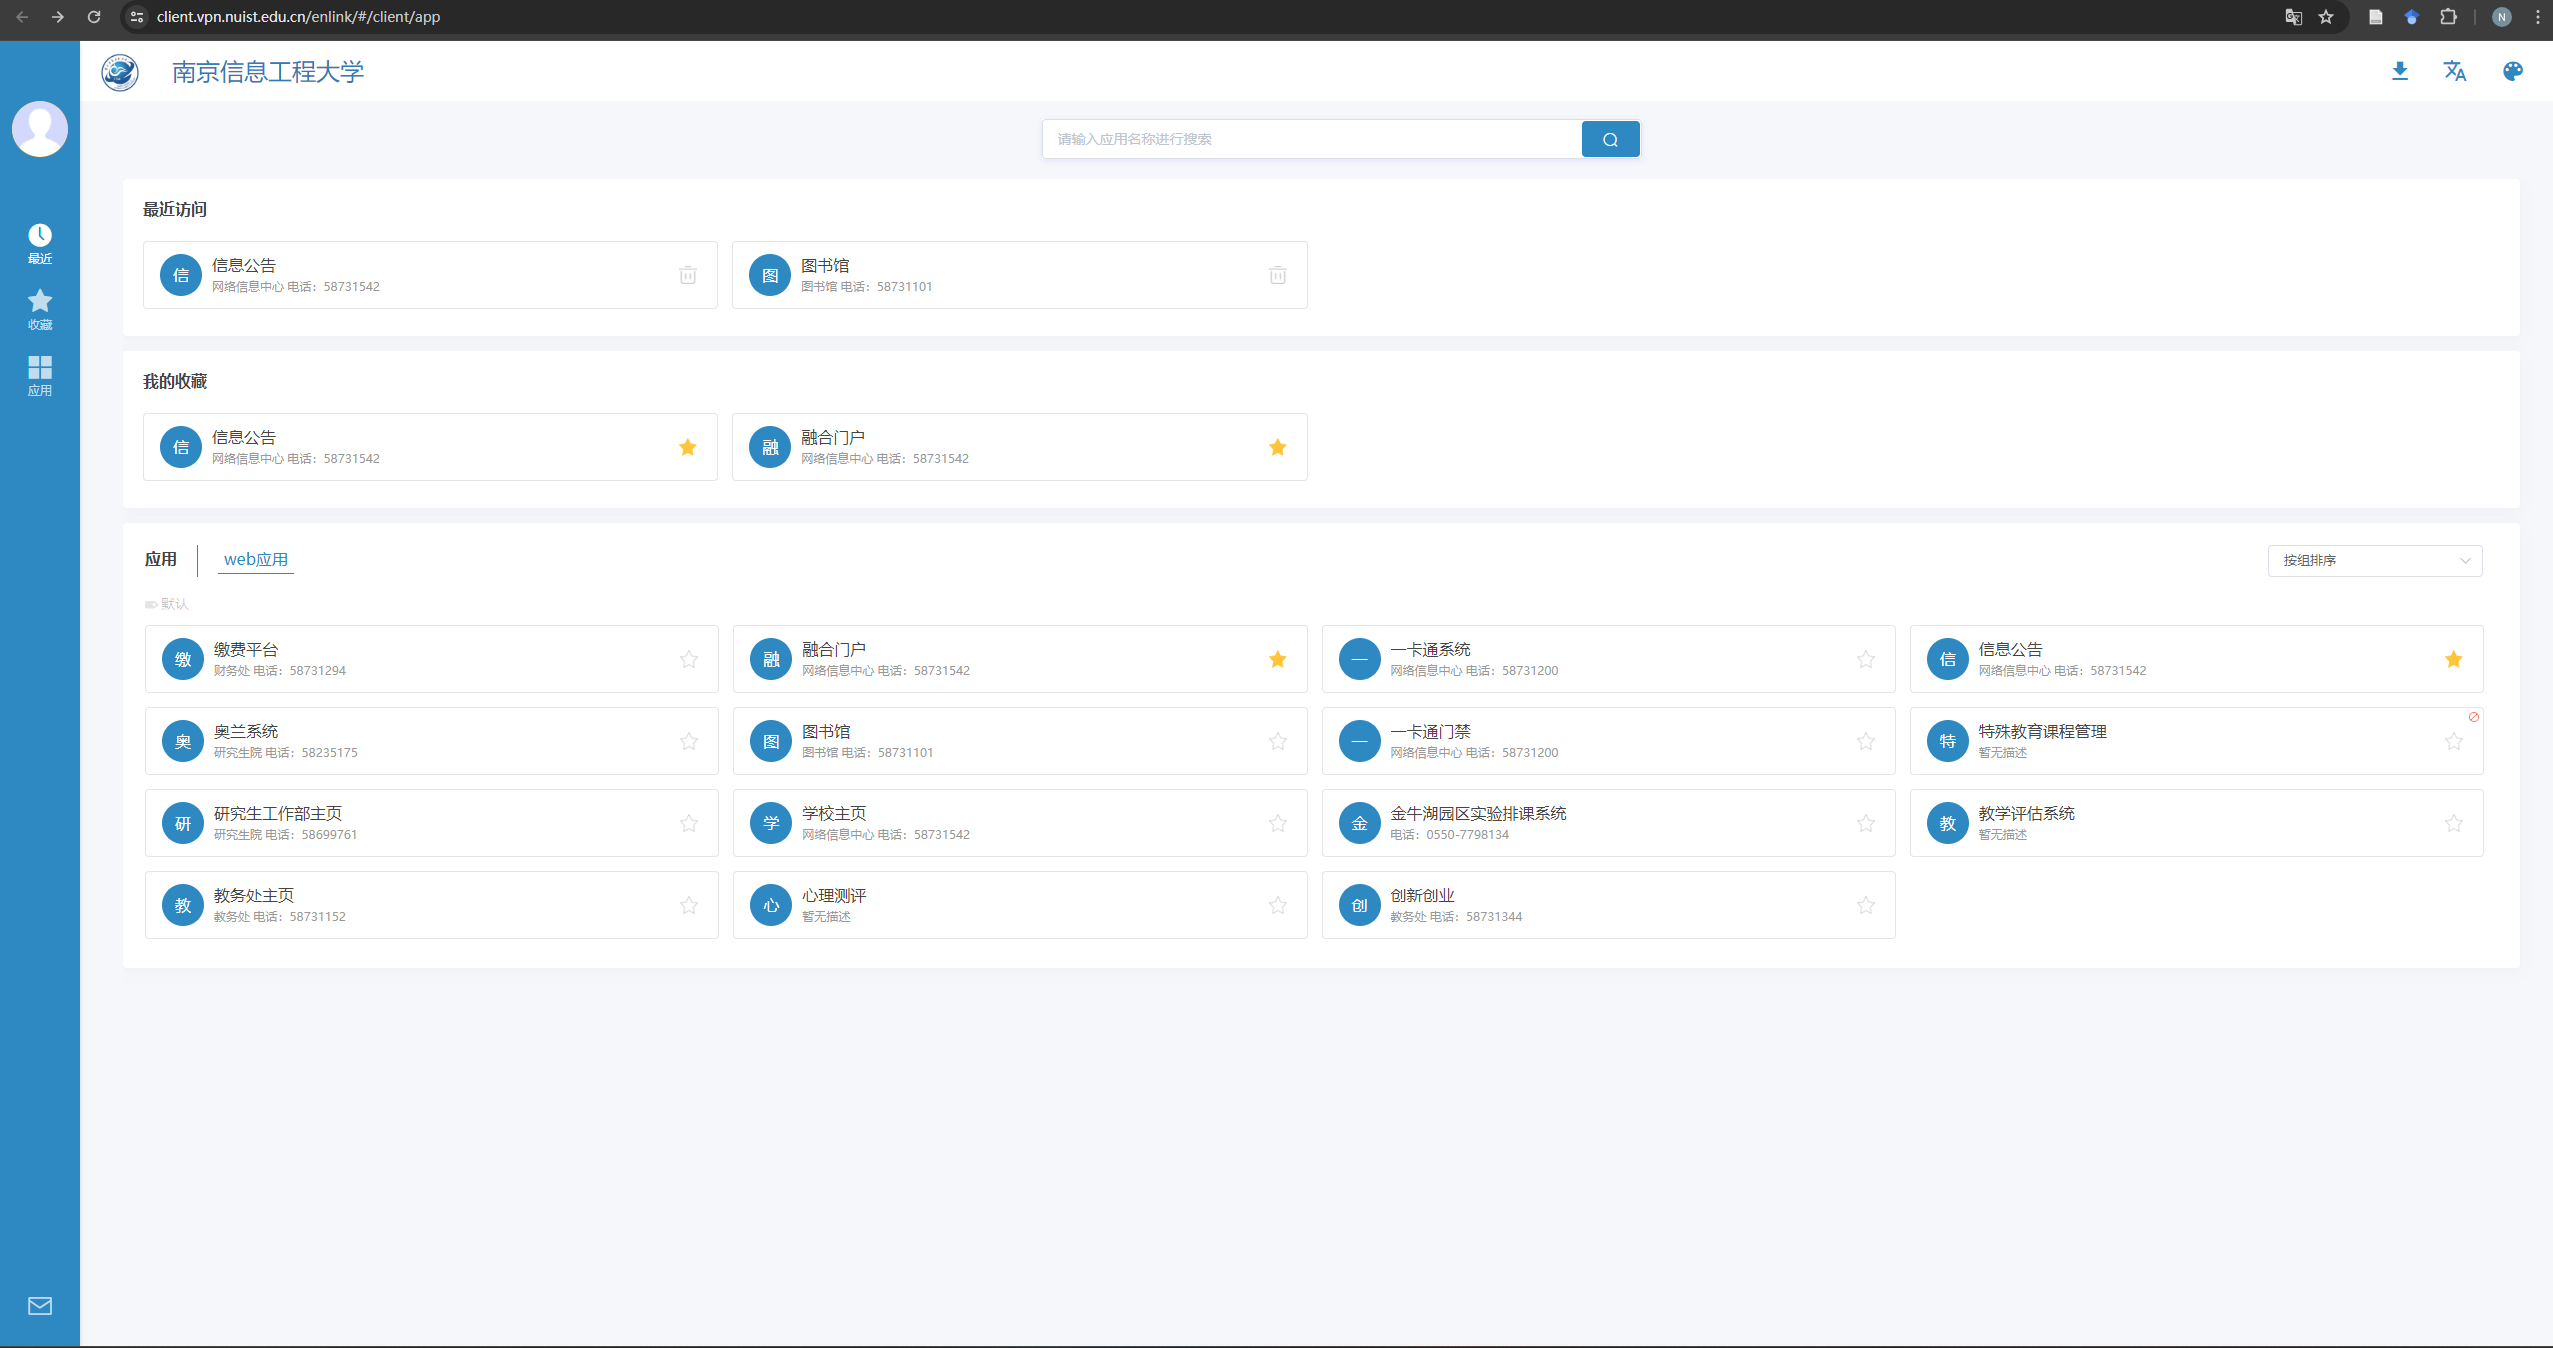 client.vpn.nuist.edu.cn/enlink/#/client/app
N
南京信息工程大学
请输入应用名称进行搜索
最近
收藏
应用
最近访问
信
信息公告
网络信息中心 电话：58731542
图
图书馆
图书馆 电话：58731101
我的收藏
信
信息公告
网络信息中心 电话：58731542
融
融合门户
网络信息中心 电话：58731542
应用
web应用
按组排序
默认
缴
缴费平台
财务处 电话：58731294
融
融合门户
网络信息中心 电话：58731542
一
一卡通系统
网络信息中心 电话：58731200
信
信息公告
网络信息中心 电话：58731542
奥
奥兰系统
研究生院 电话：58235175
图
图书馆
图书馆 电话：58731101
一
一卡通门禁
网络信息中心 电话：58731200
特
特殊教育课程管理
暂无描述
研
研究生工作部主页
研究生院 电话：58699761
学
学校主页
网络信息中心 电话：58731542
金
金牛湖园区实验排课系统
电话：0550-7798134
教
教学评估系统
暂无描述
教
教务处主页
教务处 电话：58731152
心
心理测评
暂无描述
创
创新创业
教务处 电话：58731344